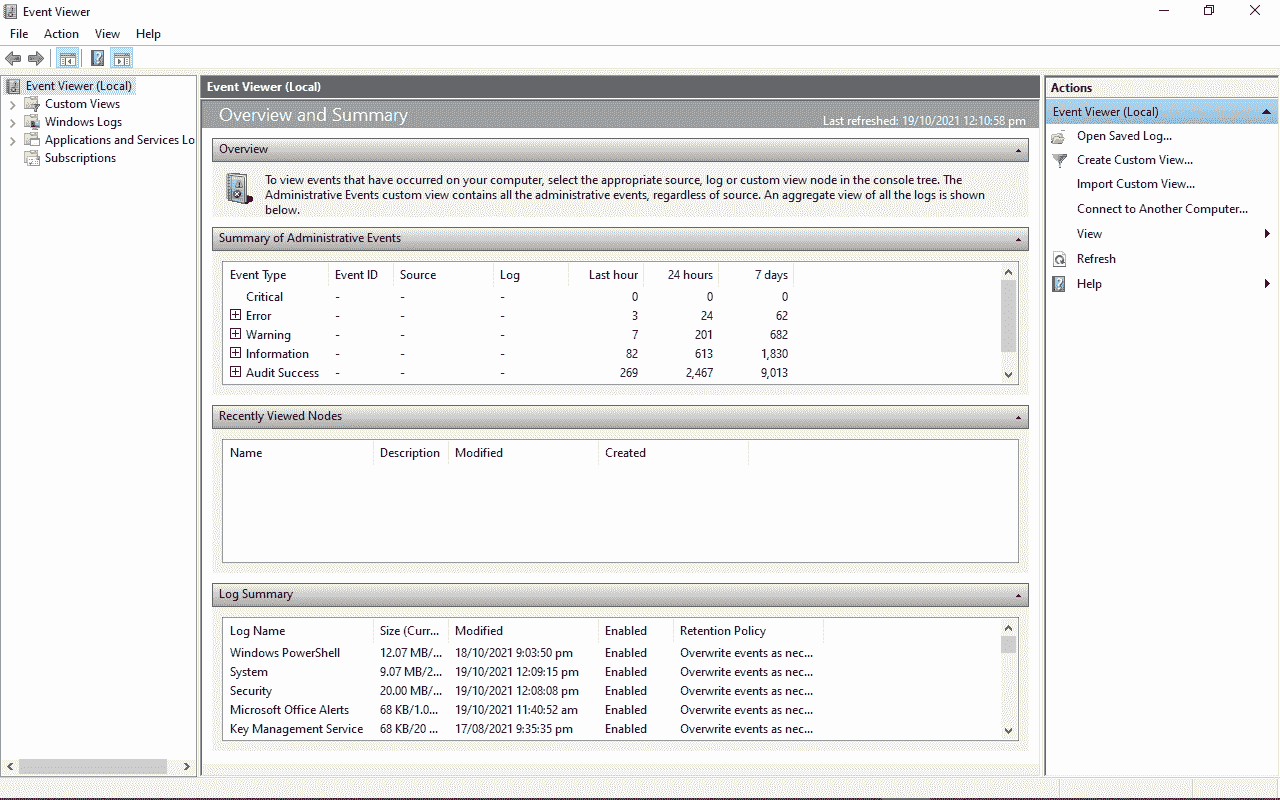 Event Viewer
File Action View Help
Event Viewer (Local)
Custom Views
Windows Logs
Applications and Services Lo
Subscriptions
Event Viewer (Local)
Overview and Summary Last refreshed: 19/10/2021 12:10:58 pm
Overview
To view events that have occurred on your computer, select the appropriate source, log or custom view node in the console tree. The
Administrative Events custom view contains all the administrative events, regardless of source. An aggregate view of all the logs is shown
below.
Summary of Administrative Events
Event Type Event ID Source Log Last hour 24 hours 7 days
Critical - - - 0 0 0
Error - - - 3 24 62
Warning - - - 7 201 682
Information - - - 82 613 1,830
Audit Success - - - 269 2,467 9,013
Recently Viewed Nodes
Name Description Modified Created
Log Summary
Log Name Size (Curr... Modified Enabled Retention Policy
Windows PowerShell 12.07 MB/... 18/10/2021 9:03:50 pm Enabled Overwrite events as nec...
System 9.07 MB/2... 19/10/2021 12:09:15 pm Enabled Overwrite events as nec...
Security 20.00 MB/... 19/10/2021 12:08:08 pm Enabled Overwrite events as nec...
Microsoft Office Alerts 68 KB/1.0... 19/10/2021 11:40:52 am Enabled Overwrite events as nec...
Key Management Service 68 KB/20 ... 17/08/2021 9:35:35 pm Enabled Overwrite events as nec...
Actions
Event Viewer (Local)
Open Saved Log...
Create Custom View...
Import Custom View...
Connect to Another Computer...
View
Refresh
Help